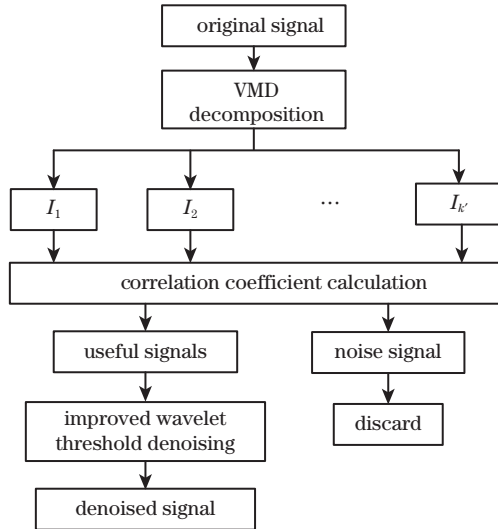 original signal
VMD
decomposition
I₁ I₂ ... Iₖ′
correlation coefficient calculation
useful signals noise signal
improved wavelet
threshold denoising
discard
denoised signal